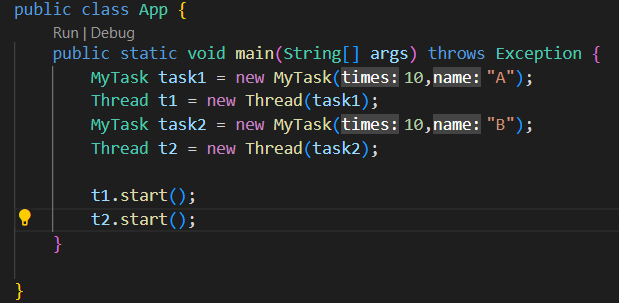 public class App {
Run | Debug
public static void main(String[] args) throws Exception {
MyTask task1 = new MyTask(times: 10,name: "A");
Thread t1 = new Thread(task1);
MyTask task2 = new MyTask(times: 10,name: "B");
Thread t2 = new Thread(task2);
t1.start();
t2.start();
}
}